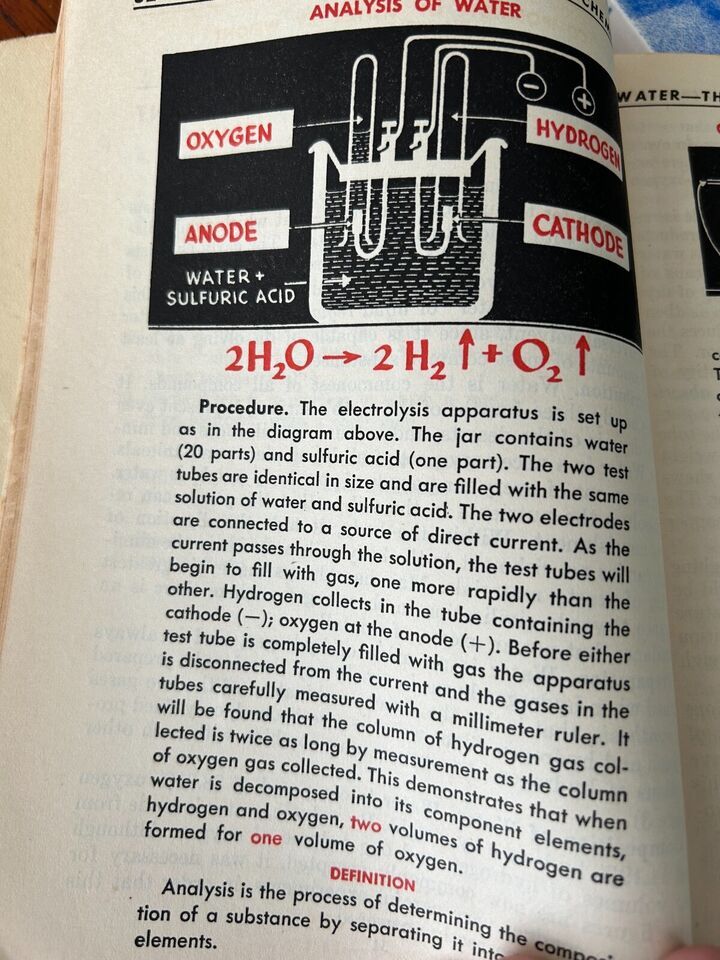 CHEM
ANALYSIS OF WATER
WATER—TH
−
+
OXYGEN
HYDROGEN
ANODE
CATHODE
WATER +
SULFURIC ACID
2H₂O → 2H₂↑ + O₂↑
Procedure. The electrolysis apparatus is set up
as in the diagram above. The jar contains water
(20 parts) and sulfuric acid (one part). The two test
tubes are identical in size and are filled with the same
solution of water and sulfuric acid. The two electrodes
are connected to a source of direct current. As the
current passes through the solution, the test tubes will
begin to fill with gas, one more rapidly than the
other. Hydrogen collects in the tube containing the
cathode (—); oxygen at the anode (+). Before either
test tube is completely filled with gas the apparatus
is disconnected from the current and the gases in the
tubes carefully measured with a millimeter ruler. It
will be found that the column of hydrogen gas col-
lected is twice as long by measurement as the column
of oxygen gas collected. This demonstrates that when
water is decomposed into its component elements,
hydrogen and oxygen, two volumes of hydrogen are
formed for one volume of oxygen.
DEFINITION
Analysis is the process of determining the composi-
tion of a substance by separating it into
elements.